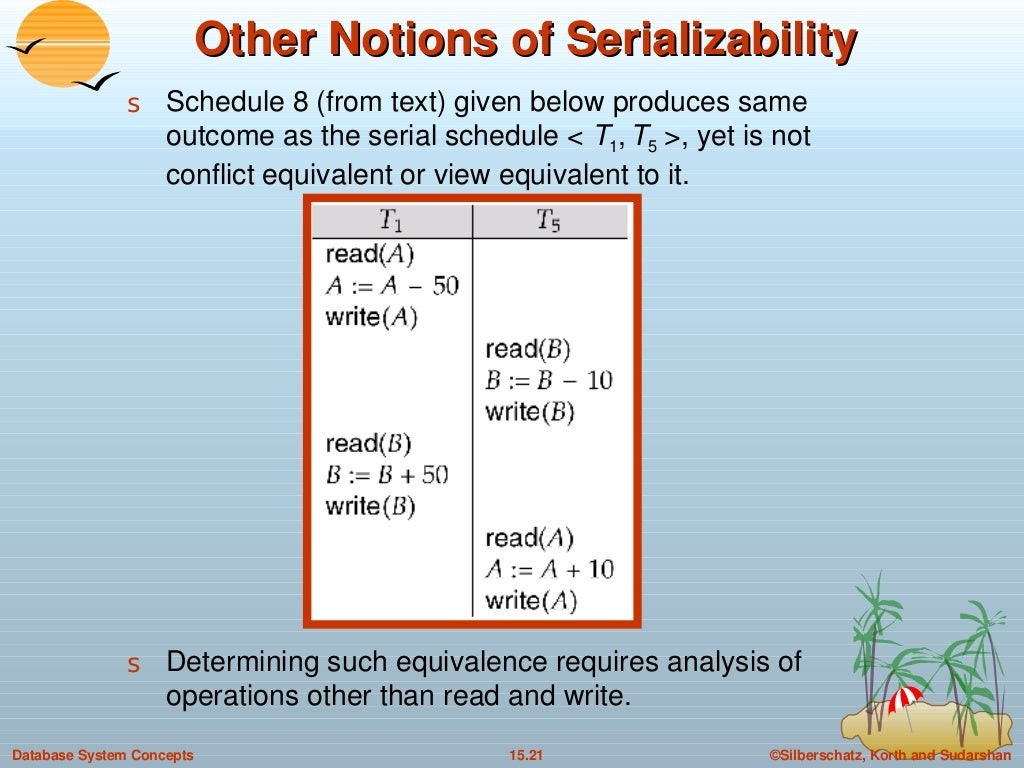 Other Notions of Serializability
s Schedule 8 (from text) given below produces same
outcome as the serial schedule < T1, T5 >, yet is not
conflict equivalent or view equivalent to it.
T1 T5
read(A)
A := A – 50
write(A)
read(B)
B := B – 10
write(B)
read(B)
B := B + 50
write(B)
read(A)
A := A + 10
write(A)
s Determining such equivalence requires analysis of
operations other than read and write.
Database System Concepts 15.21 ©Silberschatz, Korth and Sudarshan